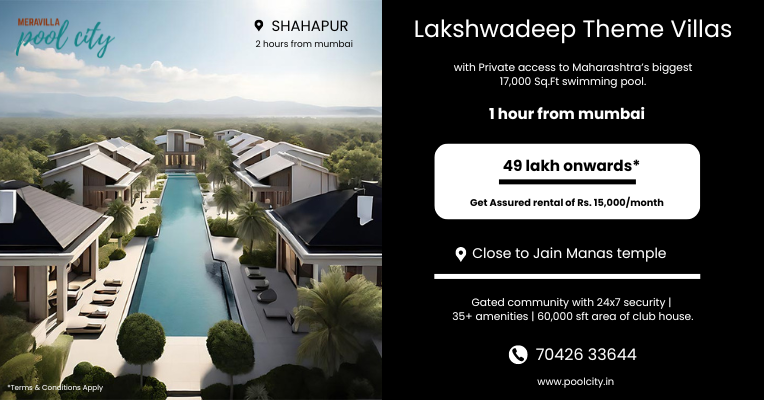 MERAVILLA
pool city
SHAHAPUR
2 hours from mumbai
*Terms & Conditions Apply
Lakshwadeep Theme Villas
with Private access to Maharashtra's biggest
17,000 Sq.Ft swimming pool.
1 hour from mumbai
49 lakh onwards*
Get Assured rental of Rs. 15,000/month
Close to Jain Manas temple
Gated community with 24x7 security |
35+ amenities | 60,000 sft area of club house.
70426 33644
www.poolcity.in